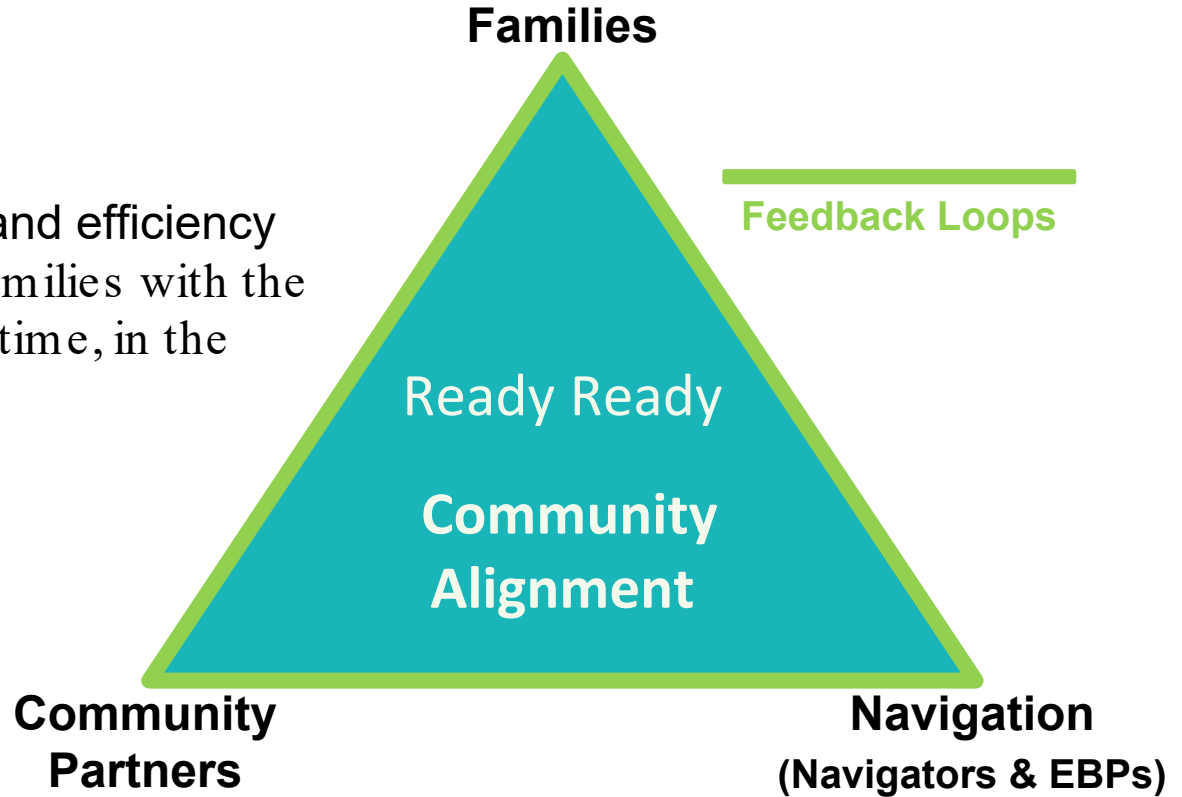 Families
and efficiency
milies with the
time, in the
Feedback Loops
Ready Ready
Community
Alignment
Community
Partners
Navigation
(Navigators & EBPs)